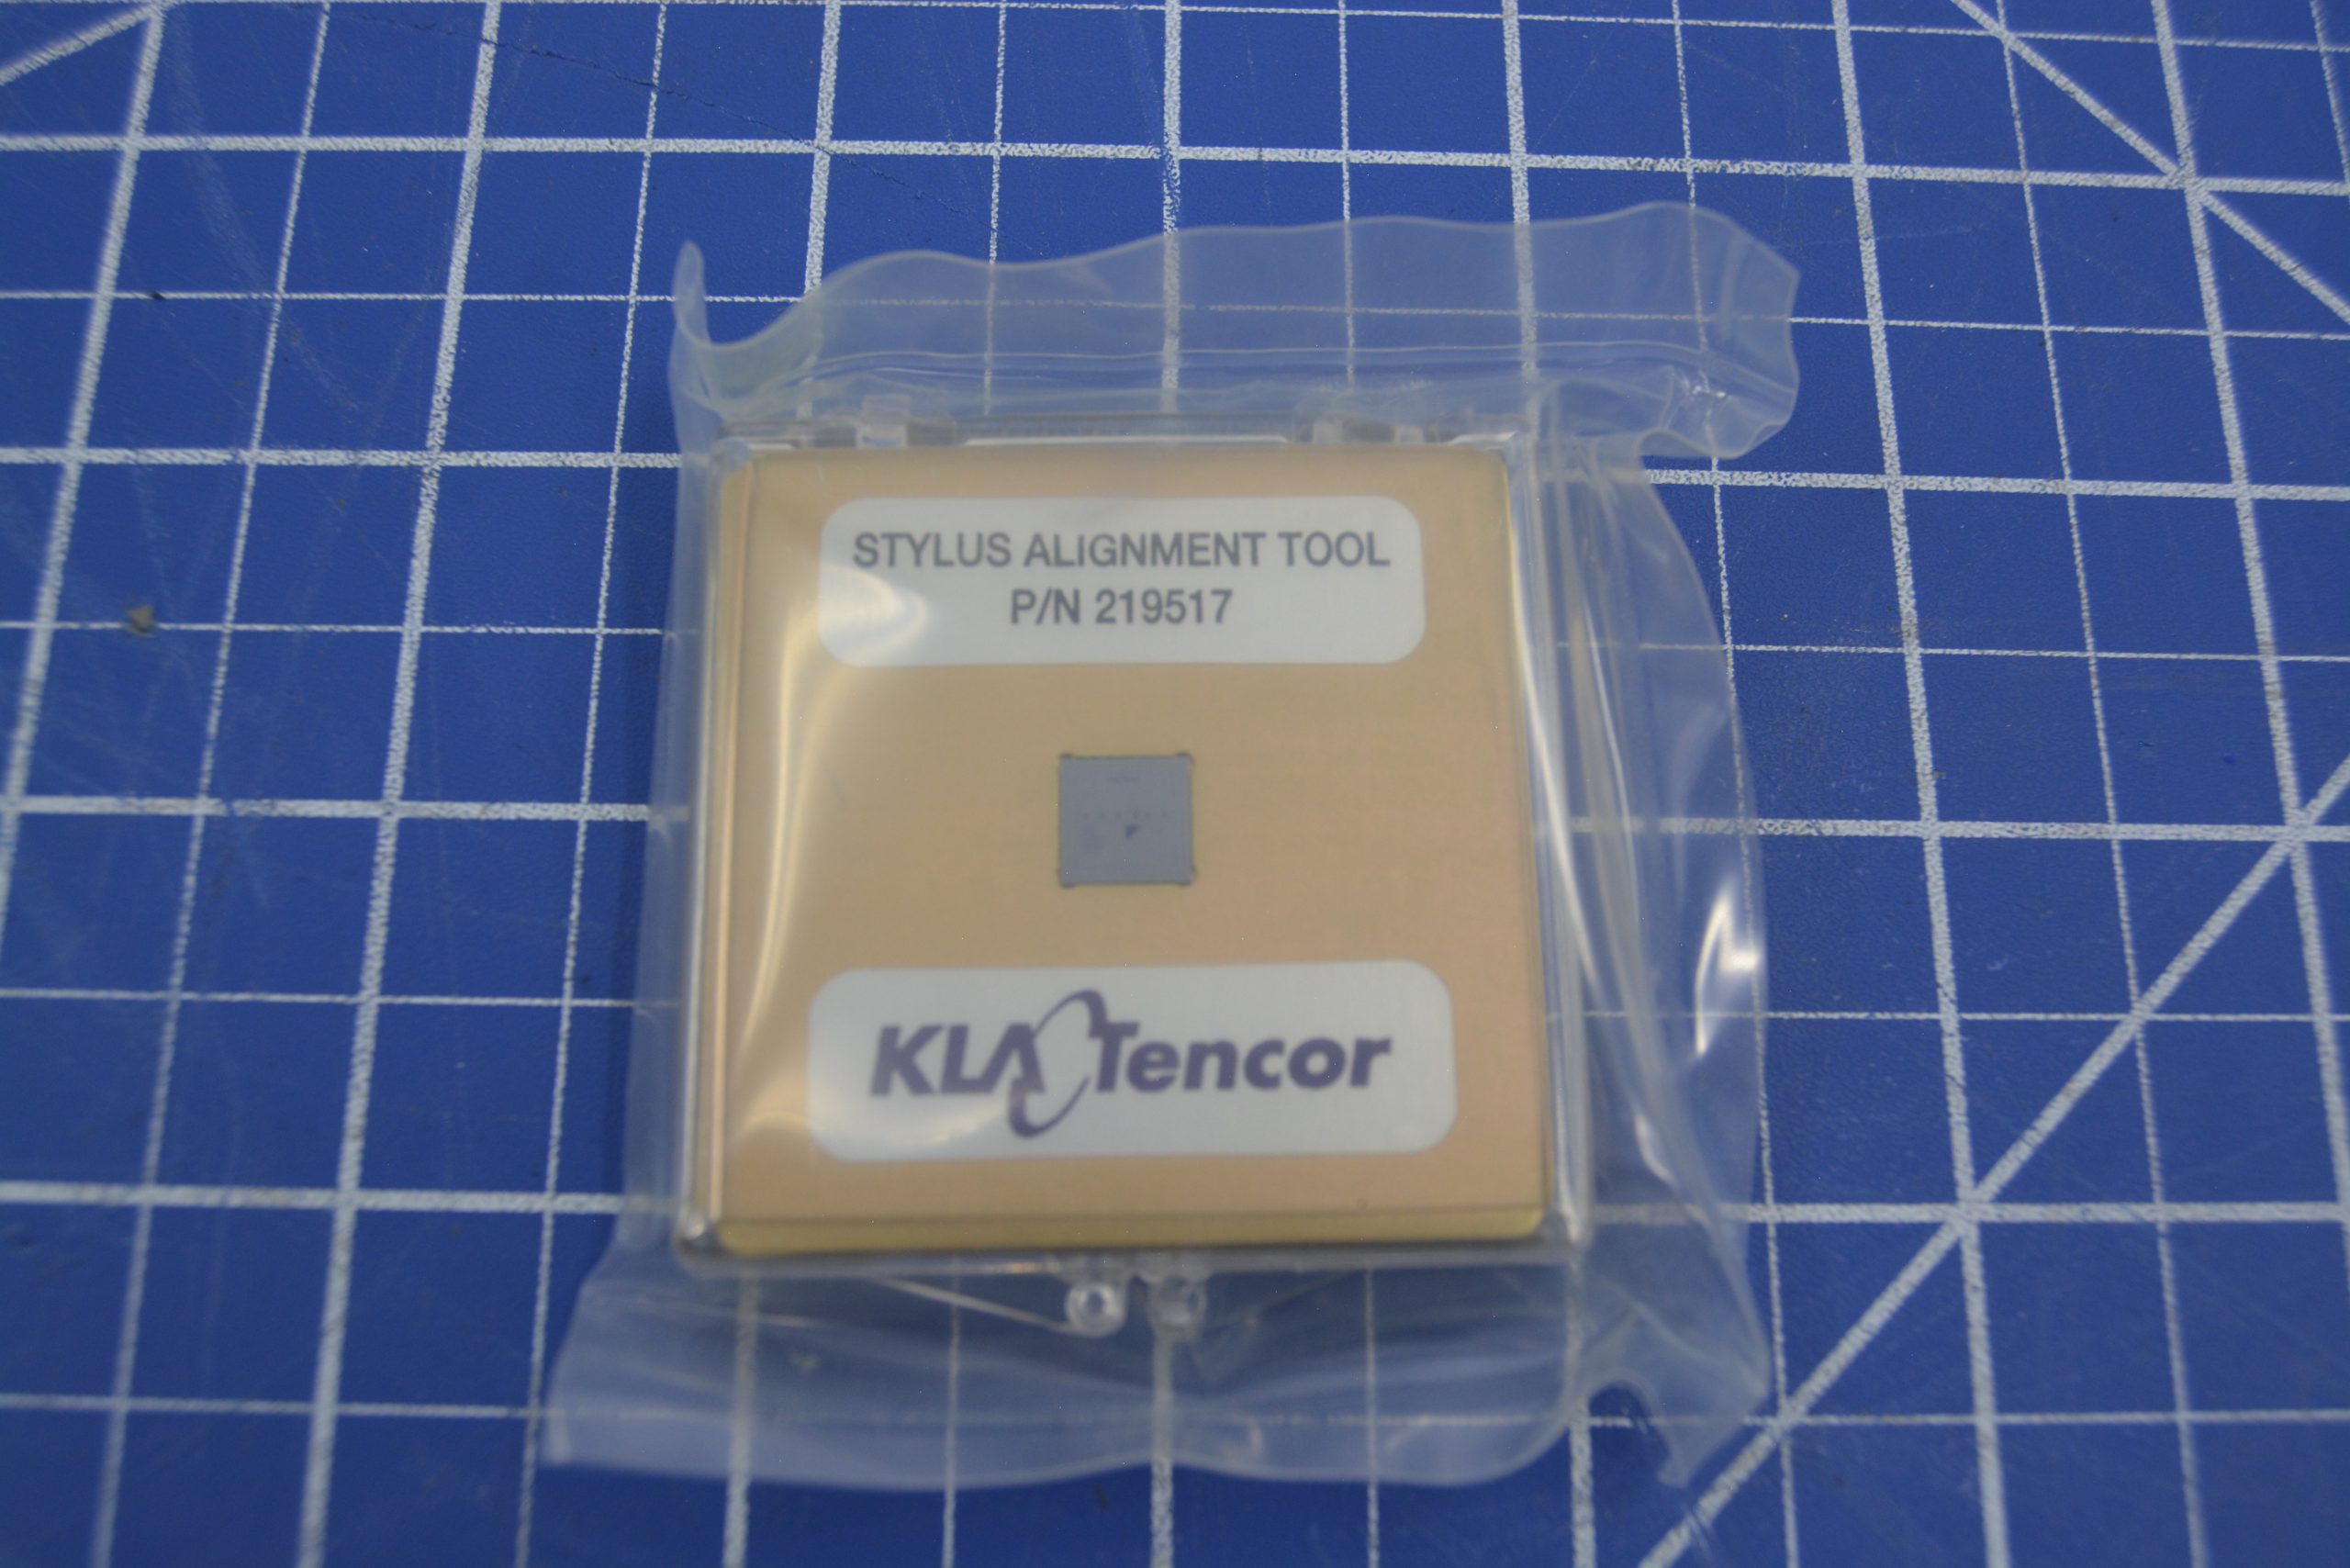 STYLUS ALIGNMENT TOOL
P/N 219517
KLA Tencor